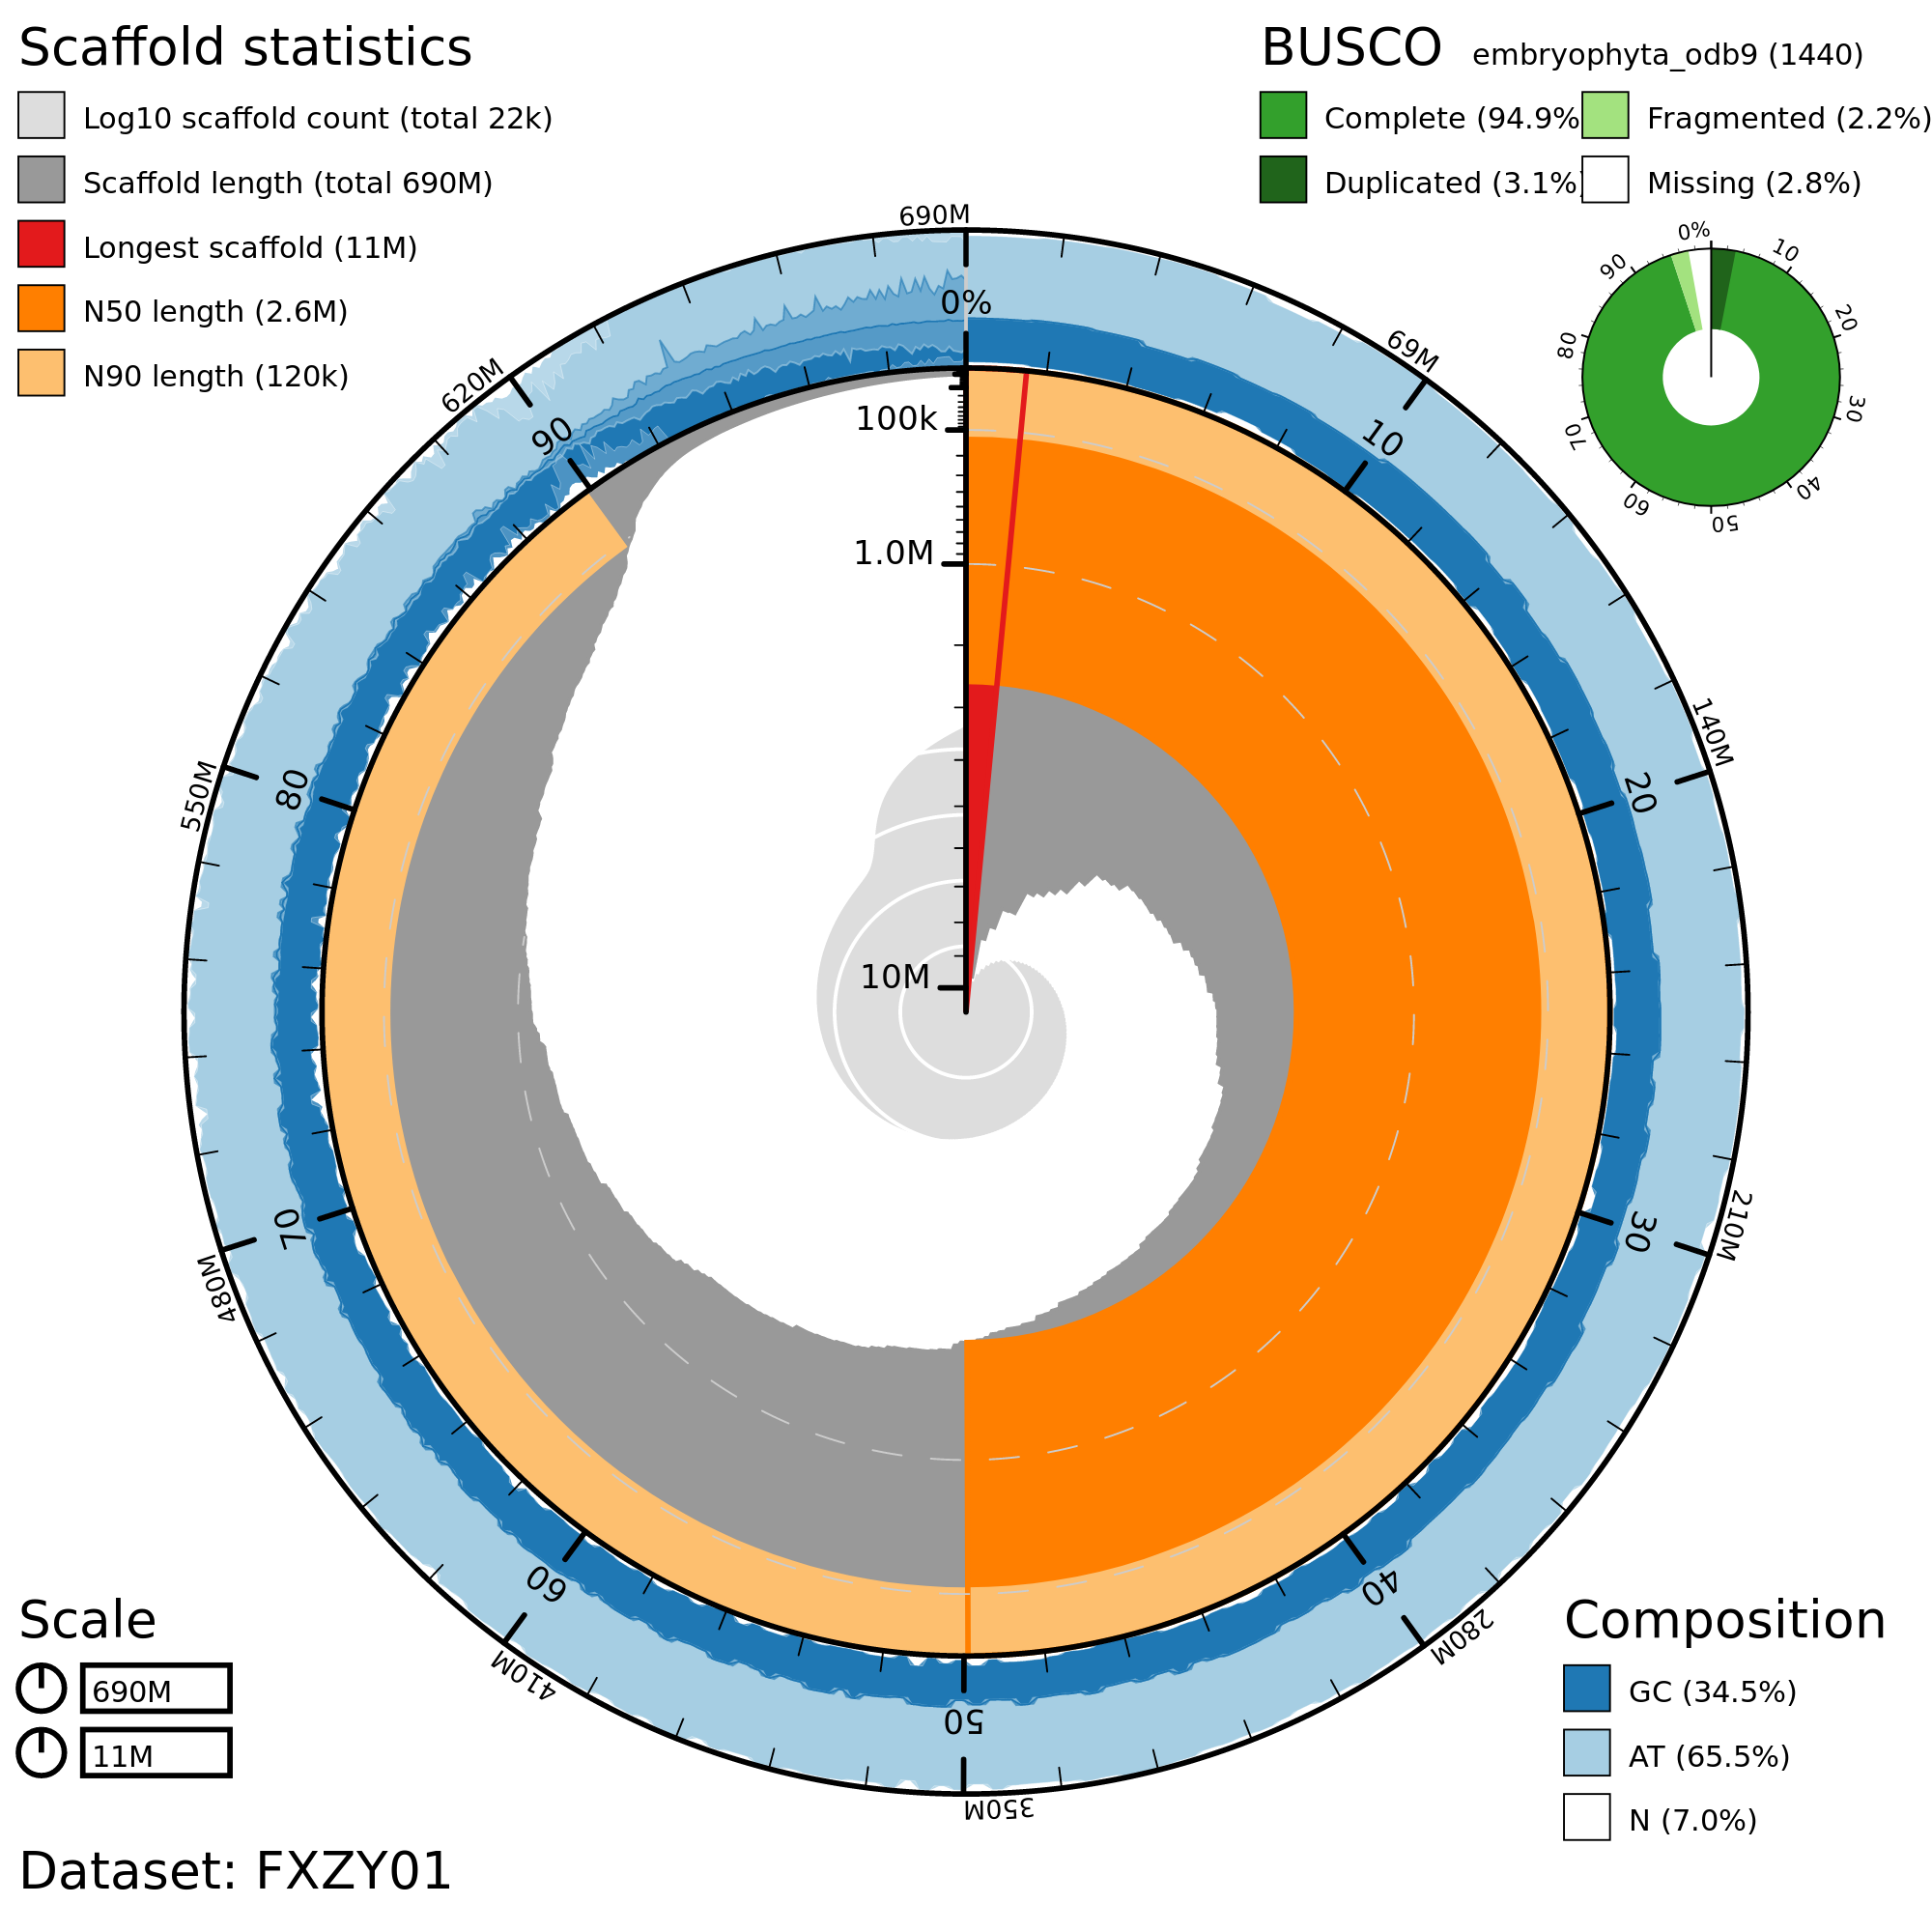 Scaffold statistics
Log10 scaffold count (total 22k)
Scaffold length (total 690M)
Longest scaffold (11M)
N50 length (2.6M)
N90 length (120k)
BUSCO embryophyta_odb9 (1440)
Complete (94.9%
Fragmented (2.2%)
Duplicated (3.1%)
Missing (2.8%)
0%
10
20
30
40
50
60
70
80
90
690M
69M
140M
210M
280M
350M
410M
480M
550M
620M
0%
10
20
30
40
50
60
70
80
90
100k
1.0M
10M
Scale
690M
11M
Composition
GC (34.5%)
AT (65.5%)
N (7.0%)
Dataset: FXZY01